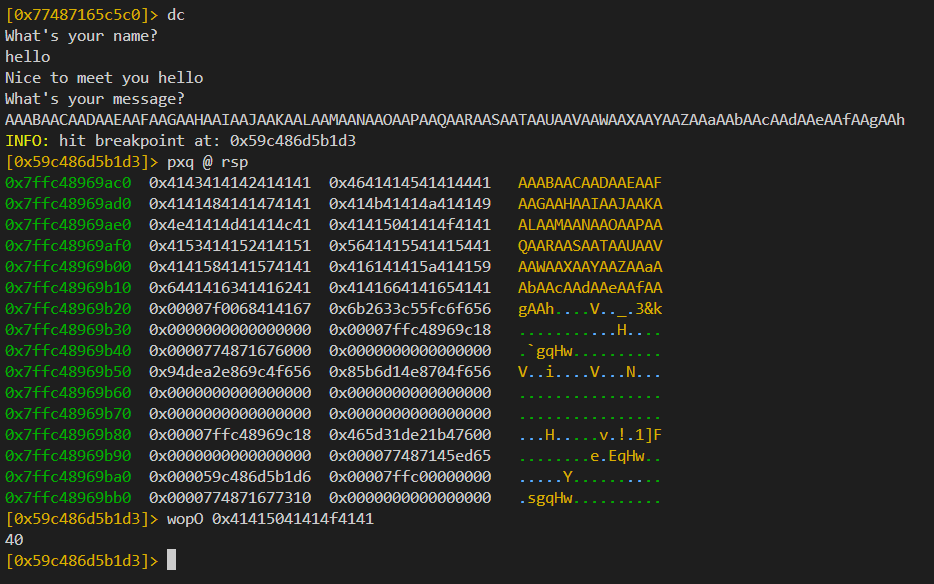 [0x77487165c5c0]> dc
What's your name?
hello
Nice to meet you hello
What's your message?
AAABAACAADAAEAAFAAGAAHAAIAAJAAKAALAAMAANAAOAAPAAQAARAASAATAAUAAVAAWAAXAAYAAZAAaAAbAAcAAdAAeAAfAAgAAh
INFO: hit breakpoint at: 0x59c486d5b1d3
[0x59c486d5b1d3]> pxq @ rsp
0x7ffc48969ac0 0x4143414142414141 0x4641414541414441 AAABAACAADAAEAAF
0x7ffc48969ad0 0x4141484141474141 0x414b41414a414149 AAGAAHAAIAAJAAKA
0x7ffc48969ae0 0x4e41414d41414c41 0x41415041414f4141 ALAAMAANAAOAAPAA
0x7ffc48969af0 0x4153414152414151 0x5641415541415441 QAARAASAATAAUAAV
0x7ffc48969b00 0x4141584141574141 0x416141415a414159 AAWAAXAAYAAZAAaA
0x7ffc48969b10 0x6441416341416241 0x4141664141654141 AbAAcAAdAAeAAfAA
0x7ffc48969b20 0x00007f0068414167 0x6b2633c55fc6f656 gAAh....V.._.3&k
0x7ffc48969b30 0x0000000000000000 0x00007ffc48969c18 ...........H....
0x7ffc48969b40 0x0000774871676000 0x0000000000000000 .`gqHw..........
0x7ffc48969b50 0x94dea2e869c4f656 0x85b6d14e8704f656 V..i....V...N...
0x7ffc48969b60 0x0000000000000000 0x0000000000000000 ................
0x7ffc48969b70 0x0000000000000000 0x0000000000000000 ................
0x7ffc48969b80 0x00007ffc48969c18 0x465d31de21b47600 ...H.....v.!.1]F
0x7ffc48969b90 0x0000000000000000 0x000077487145ed65 ........e.EqHw..
0x7ffc48969ba0 0x000059c486d5b1d6 0x00007ffc00000000 .....Y..........
0x7ffc48969bb0 0x0000774871677310 0x0000000000000000 .sgqHw..........
[0x59c486d5b1d3]> wopO 0x41415041414f4141
40
[0x59c486d5b1d3]>